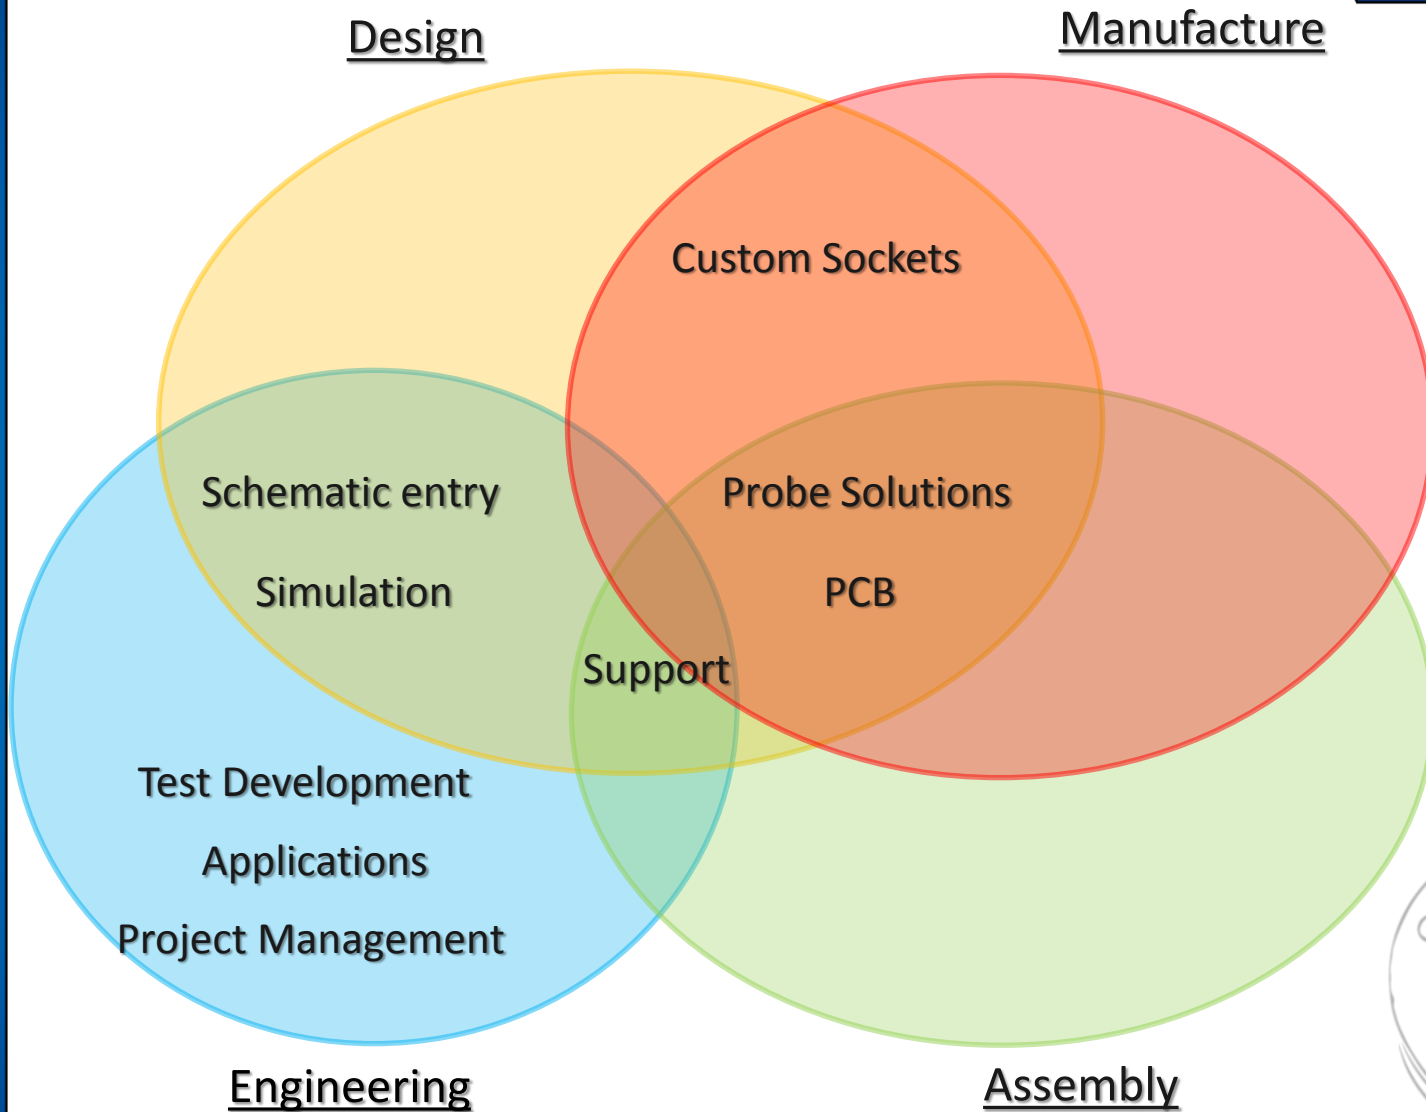 Design
Manufacture
Custom Sockets
Schematic entry
Probe Solutions
Simulation
PCB
Support
Test Development
Applications
Project Management
Engineering
Assembly